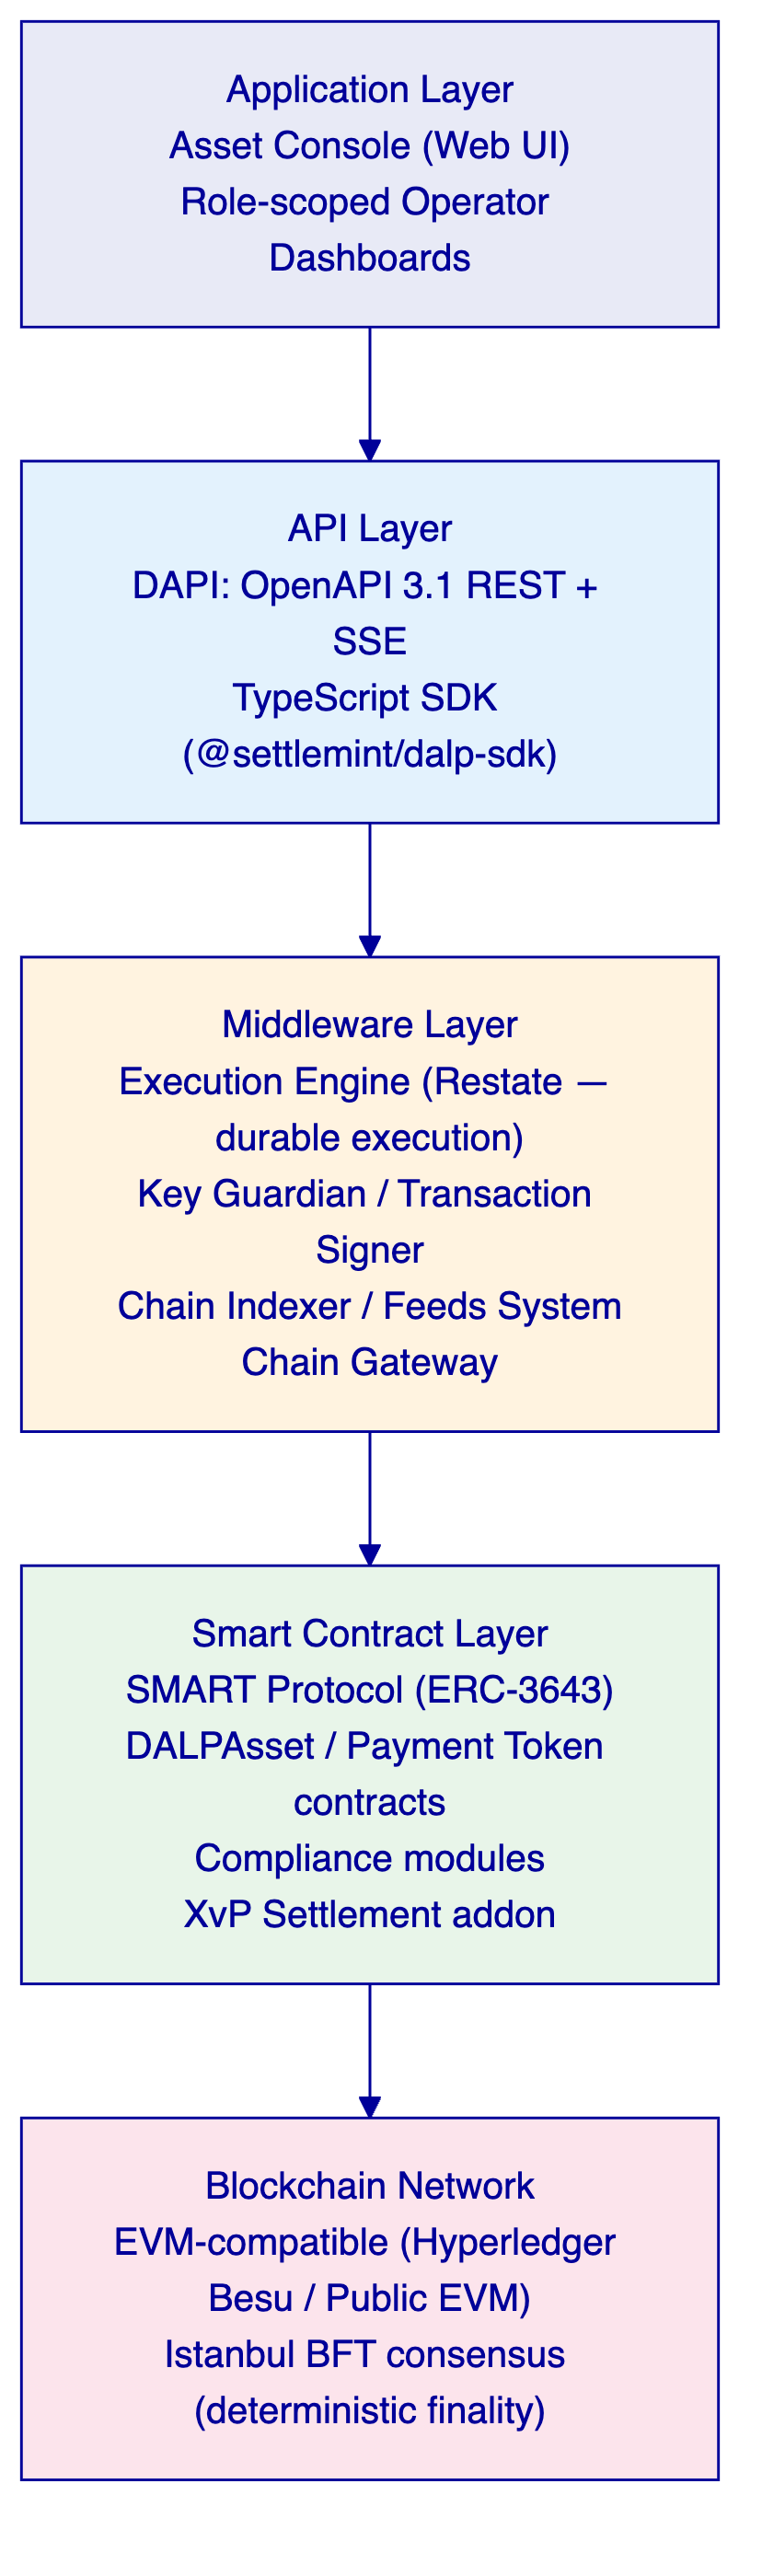 Application Layer
Asset Console (Web UI)
Role-scoped Operator
Dashboards
API Layer
DAPI: OpenAPI 3.1 REST +
SSE
TypeScript SDK
(@settlemint/dalp-sdk)
Middleware Layer
Execution Engine (Restate —
durable execution)
Key Guardian / Transaction
Signer
Chain Indexer / Feeds System
Chain Gateway
Smart Contract Layer
SMART Protocol (ERC-3643)
DALPAsset / Payment Token
contracts
Compliance modules
XvP Settlement addon
Blockchain Network
EVM-compatible (Hyperledger
Besu / Public EVM)
Istanbul BFT consensus
(deterministic finality)